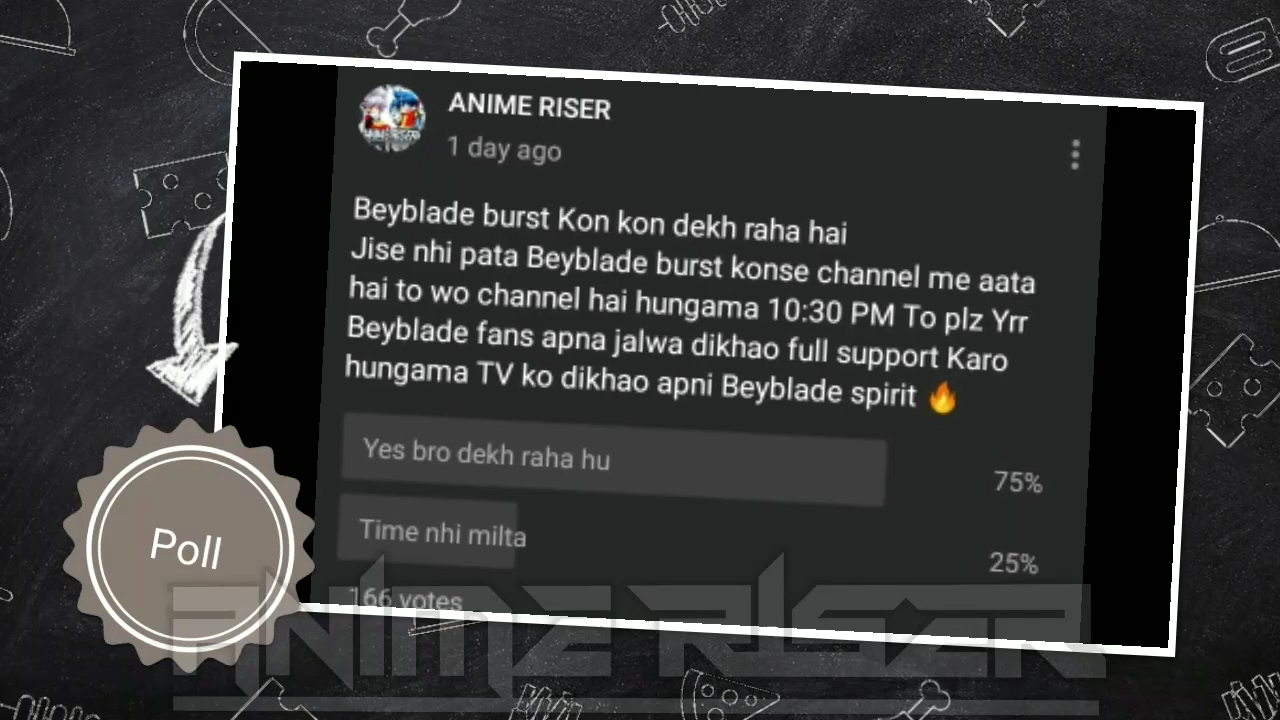 ANIME RISER
1 day ago
Beyblade burst Kon kon dekh raha hai
Jise nhi pata Beyblade burst konse channel me aata
hai to wo channel hai hungama 10:30 PM To plz Yrr
Beyblade fans apna jalwa dikhao full support Karo
hungama TV ko dikhao apni Beyblade spirit 🔥
Yes bro dekh raha hu
75%
Time nhi milta
25%
166 votes
Poll
ANIME RISER